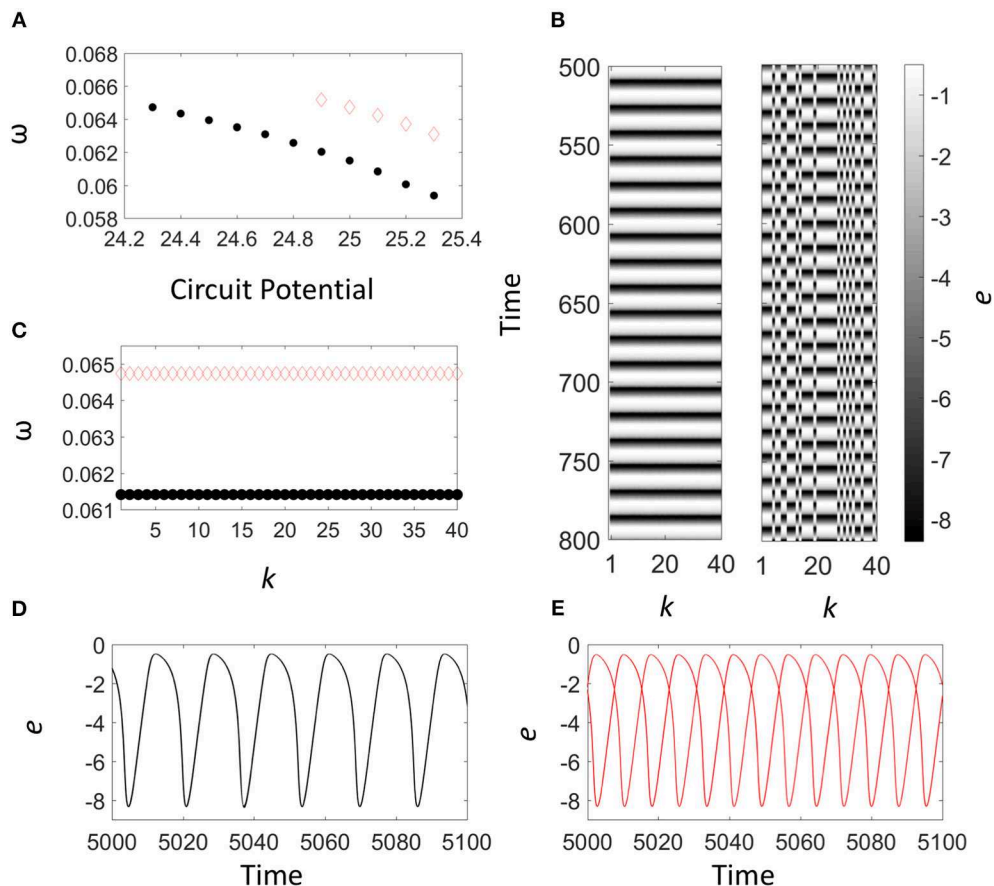 A
0.068
0.066
0.064
0.062
0.06
0.058
ω
24.2 24.4 24.6 24.8 25 25.2 25.4
Circuit Potential
B
500
550
600
650
700
750
800
Time
1 20 40
k
1 20 40
k
-1
-2
-3
-4
-5
-6
-7
-8
e
C
0.065
0.064
0.063
0.062
0.061
ω
5 10 15 20 25 30 35 40
k
D
0
-2
-4
-6
-8
e
5000 5020 5040 5060 5080 5100
Time
E
0
-2
-4
-6
-8
e
5000 5020 5040 5060 5080 5100
Time